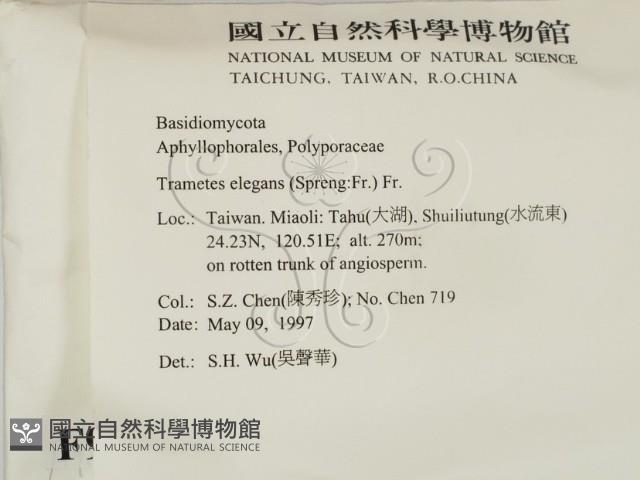 國立自然科學博物館
NATIONAL MUSEUM OF NATURAL SCIENCE
TAICHUNG, TAIWAN, R.O.CHINA
Basidiomycota
Aphyllophorales, Polyporaceae
Trametes elegans (Spreng:Fr.) Fr.
Loc.: Taiwan. Miaoli: Tahu(大湖), Shuiliutung(水流東)
24.23N, 120.51E; alt. 270m;
on rotten trunk of angiosperm.
Col.: S.Z. Chen(陳秀珍); No. Chen 719
Date: May 09, 1997
Det.: S.H. Wu(吳聲華)
國立自然科學博物館
NATIONAL MUSEUM OF NATURAL SCIENCE